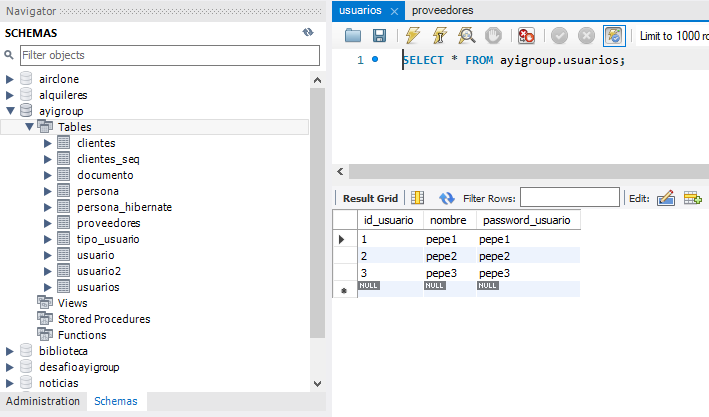 Navigator
SCHEMAS
Filter objects
airclone
alquileres
ayigroup
Tables
clientes
clientes_seq
documento
persona
persona_hibernate
proveedores
tipo_usuario
usuario
usuario2
usuarios
Views
Stored Procedures
Functions
biblioteca
desafioayigroup
noticias
Administration Schemas
usuarios proveedores
Limit to 1000 ro
1 SELECT * FROM ayigroup.usuarios;
Result Grid Filter Rows: Edit:
id_usuario nombre password_usuario
1 pepe1 pepe1
2 pepe2 pepe2
3 pepe3 pepe3
NULL NULL NULL